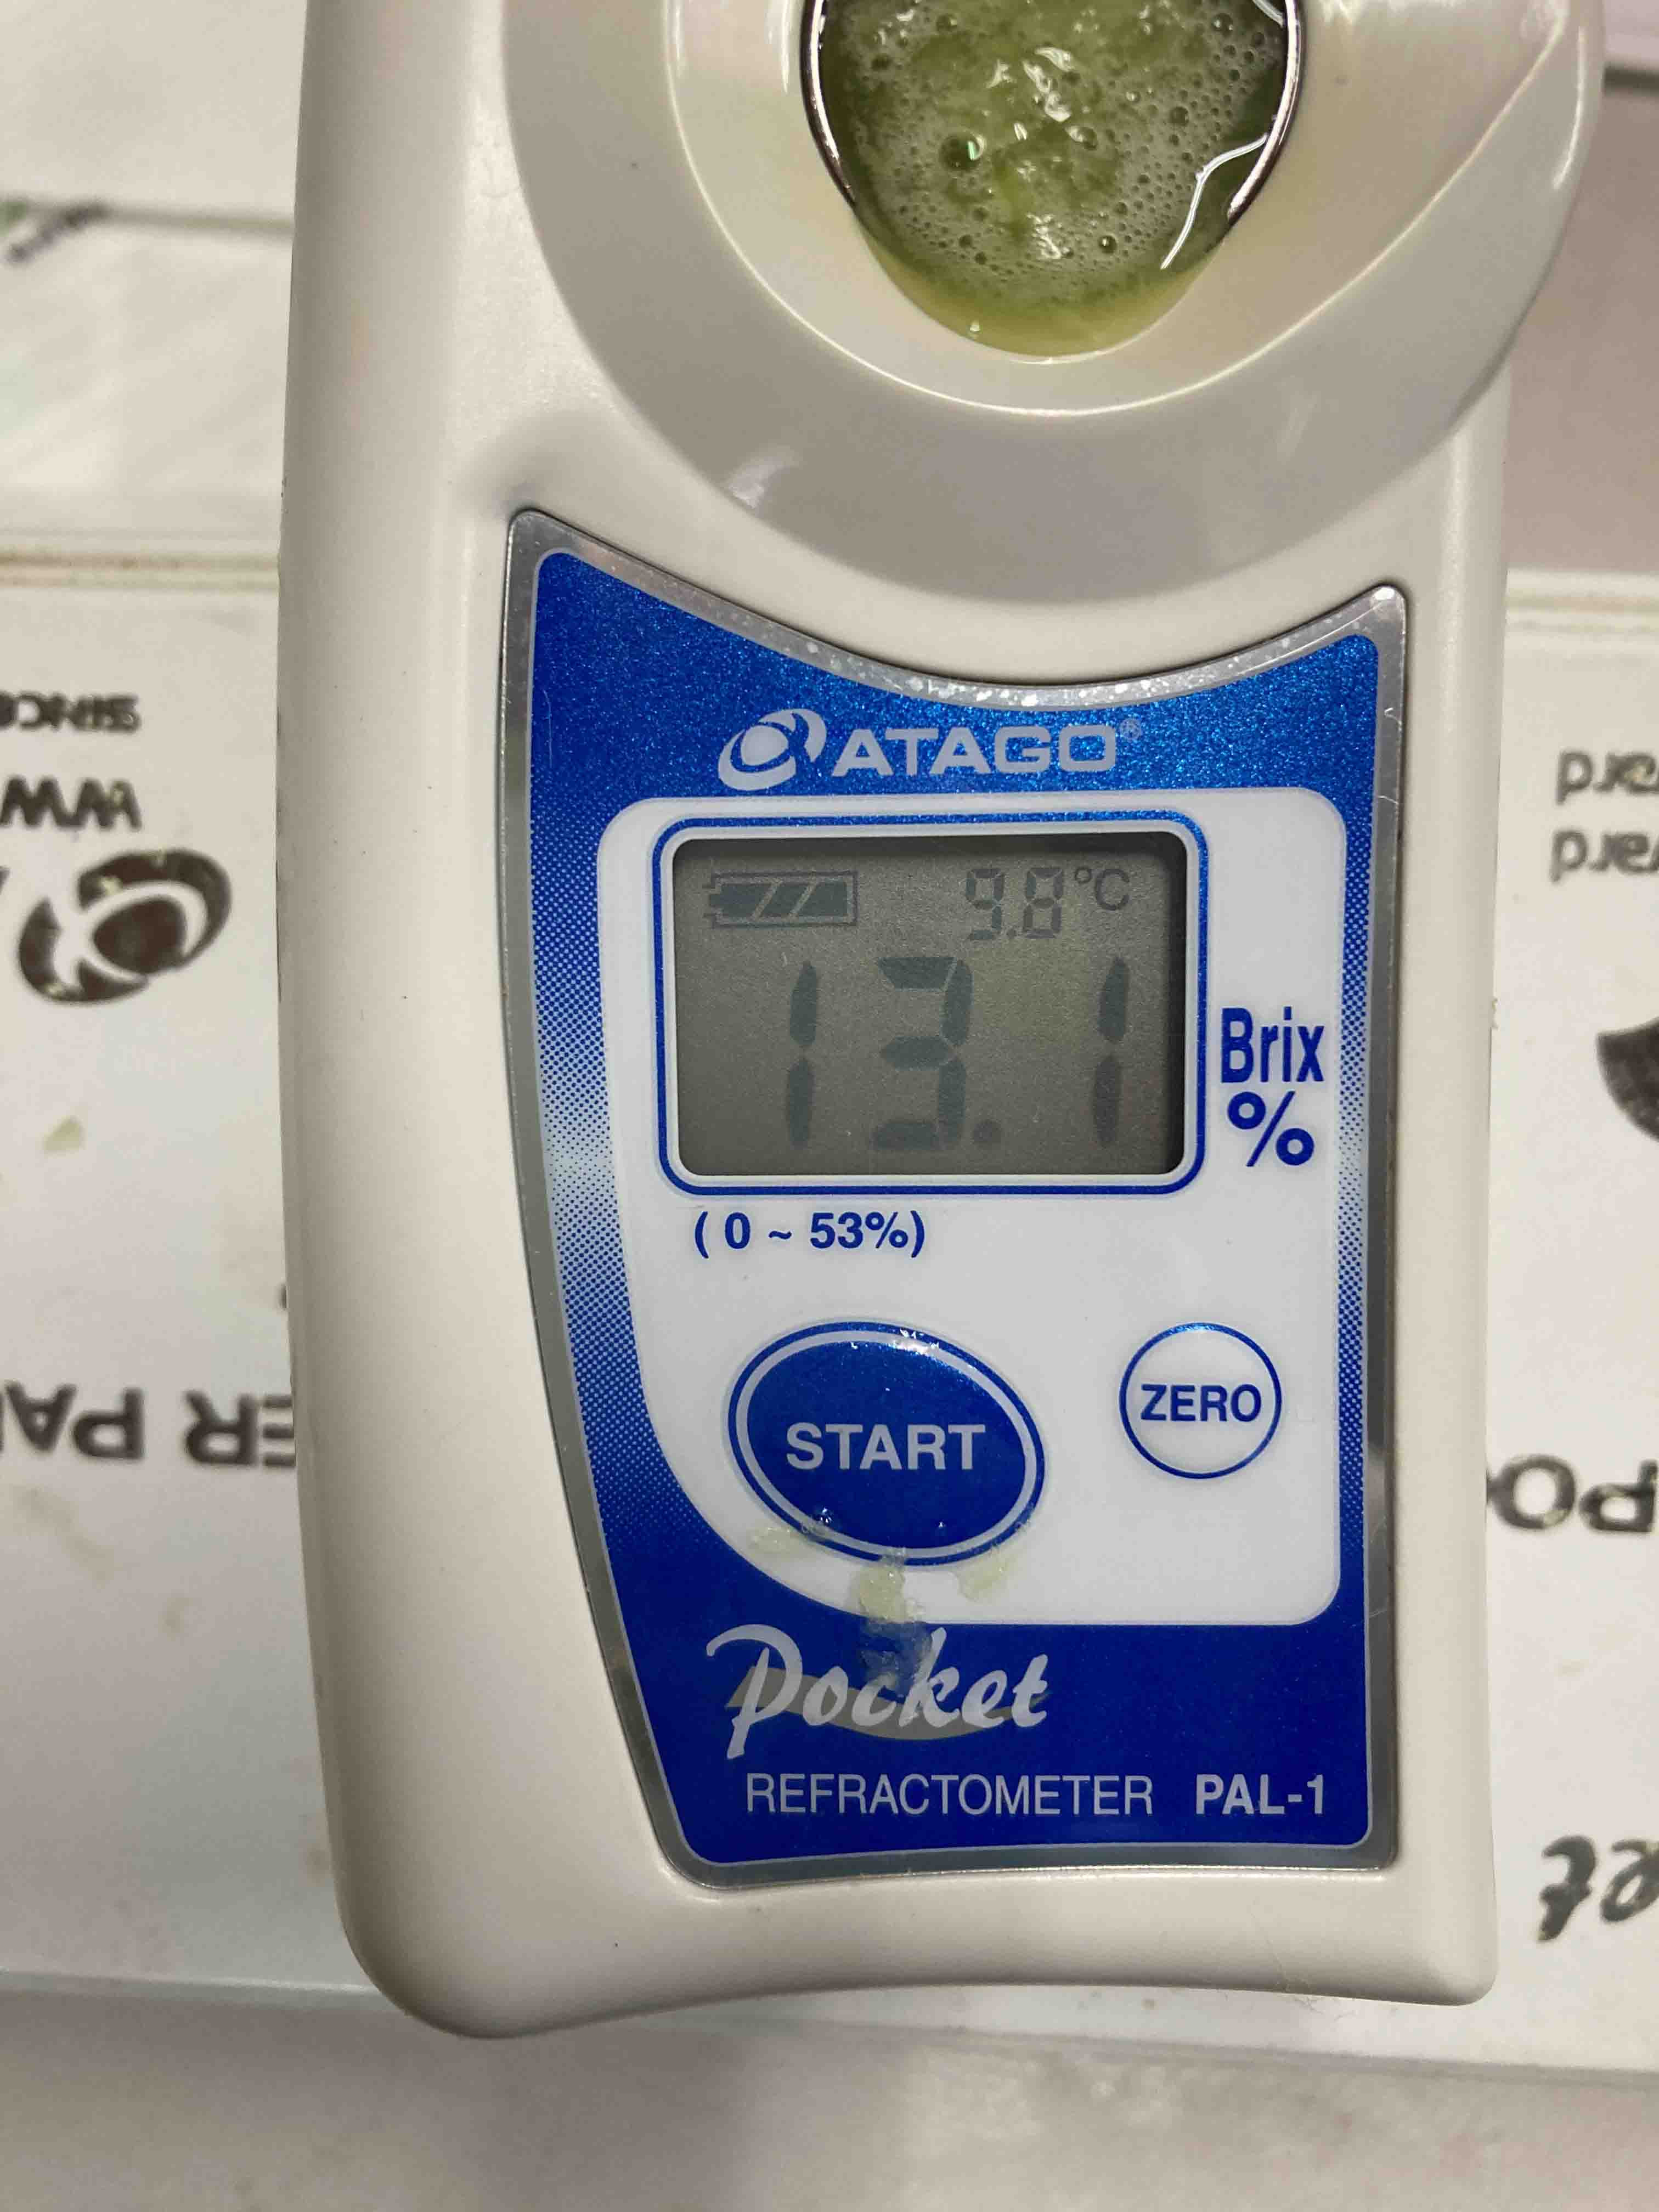 ATAGO®
9.8°C
13.1
Brix
%
( 0 ~ 53%)
START
ZERO
Pocket
REFRACTOMETER PAL-1